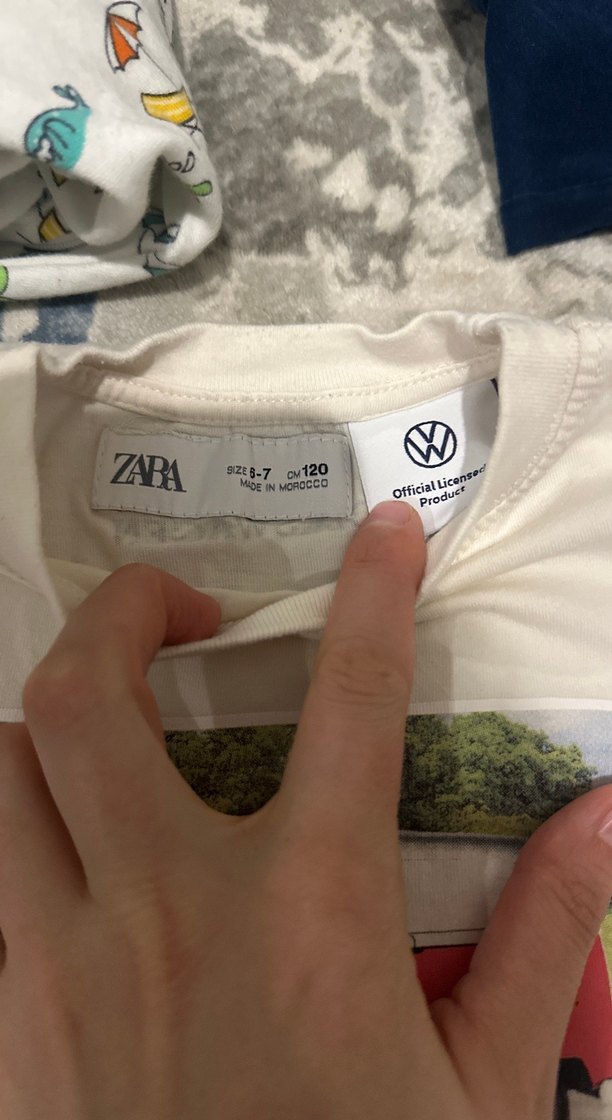 ZARA
SIZE 6-7 CM 120
MADE IN MOROCCO
VW
Official Licensed
Product